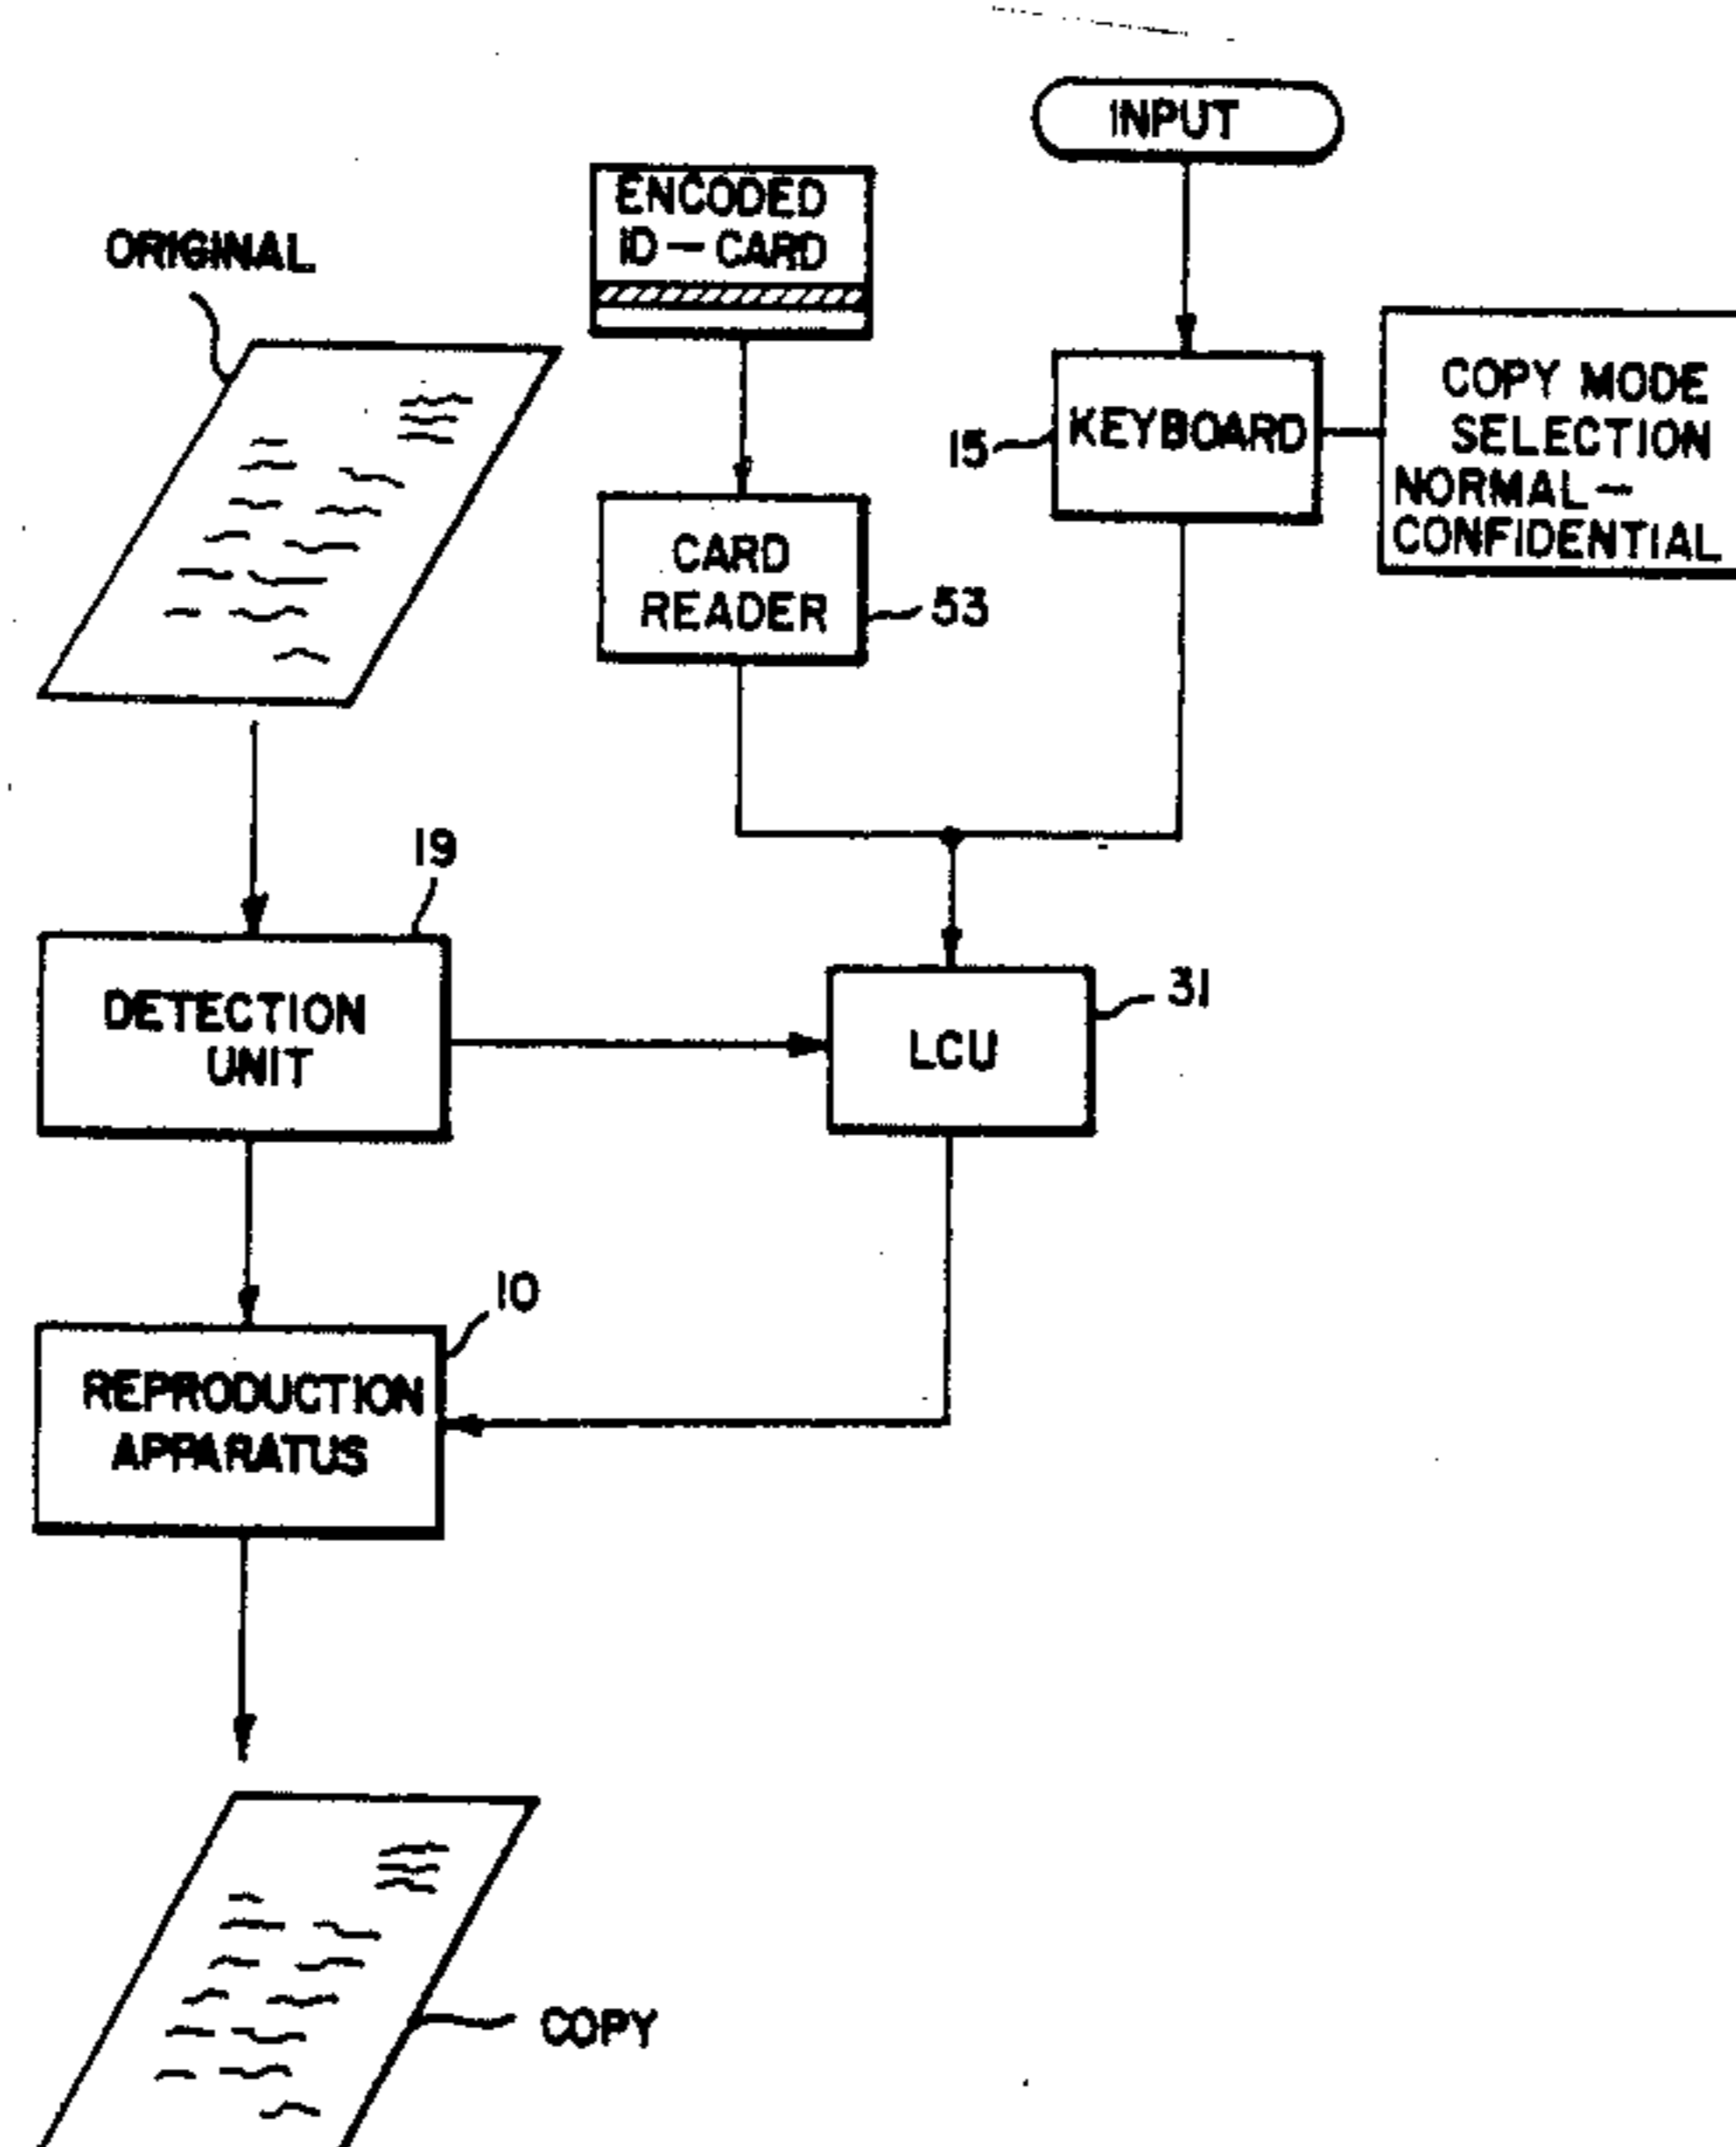 INPUT
ENCODED
ID-CARD
ORIGINAL
COPY MODE
SELECTION
NORMAL-
CONFIDENTIAL
15
KEYBOARD
CARD
READER
53
19
DETECTION
UNIT
31
LCU
10
REPRODUCTION
APPARATUS
COPY